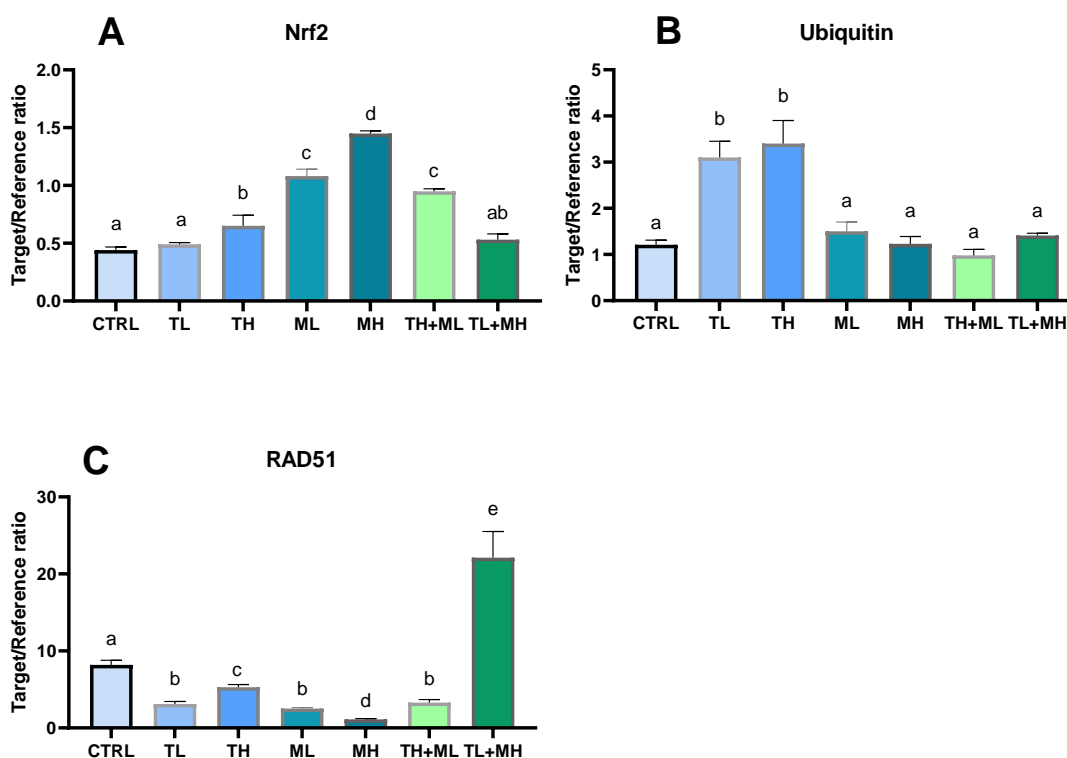 A
Nrf2
Target/Reference ratio
2.0
1.5
1.0
0.5
0.0
a
a
b
c
d
c
ab
CTRL TL TH ML MH TH+ML TL+MH
B
Ubiquitin
Target/Reference ratio
5
4
3
2
1
0
a
b
b
a
a
a
a
CTRL TL TH ML MH TH+ML TL+MH
C
RAD51
Target/Reference ratio
30
20
10
0
a
b
c
b
d
b
e
CTRL TL TH ML MH TH+ML TL+MH